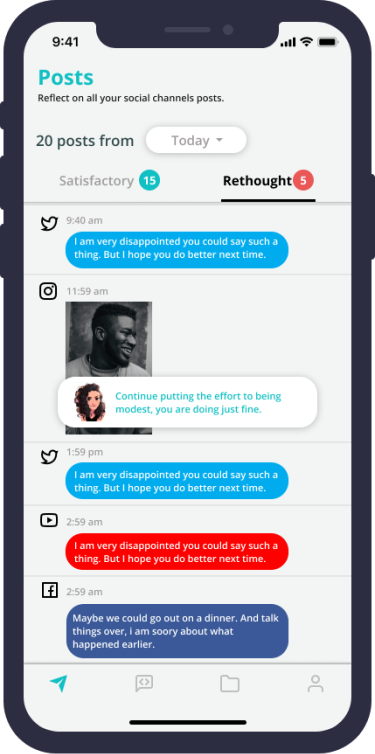 9:41
Posts
Reflect on all your social channels posts.
20 posts from Today
Satisfactory 15 Rethought 5
9:40 am
I am very disappointed you could say such a
thing. But I hope you do better next time.
11:59 am
Continue putting the effort to being
modest, you are doing just fine.
1:59 pm
I am very disappointed you could say such a
thing. But I hope you do better next time.
2:59 am
I am very disappointed you could say such a
thing. But I hope you do better next time.
2:59 am
Maybe we could go out on a dinner. And talk
things over, i am soory about what
happened earlier.